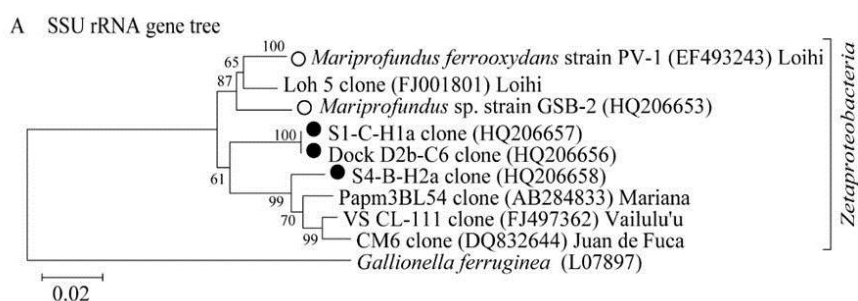 A SSU rRNA gene tree
100 Mariprofundus ferrooxydans strain PV-1 (EF493243) Loihi
65
87 Loh 5 clone (FJ001801) Loihi
Mariprofundus sp. strain GSB-2 (HQ206653)
100 S1-C-H1a clone (HQ206657)
Dock D2b-C6 clone (HQ206656)
61 S4-B-H2a clone (HQ206658)
99 Papm3BL54 clone (AB284833) Mariana
70 VS CL-111 clone (FJ497362) Vailulu'u
99 CM6 clone (DQ832644) Juan de Fuca
Gallionella ferruginea (L07897)
0.02
Zetaproteobacteria